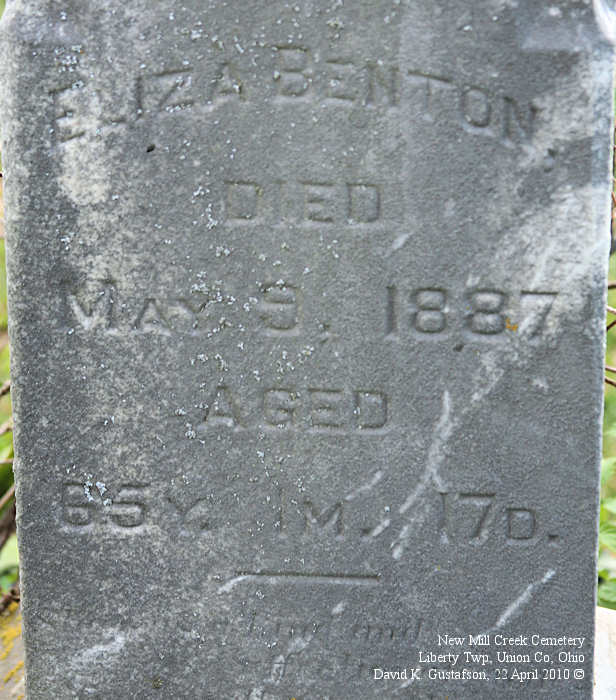 ELIZA BENTON
DIED
MAY 9, 1887
AGED
65Y. 1M. 17D.
and
New Mill Creek Cemetery
Liberty Twp, Union Co, Ohio
David K. Gustafson, 22 April 2010 ©